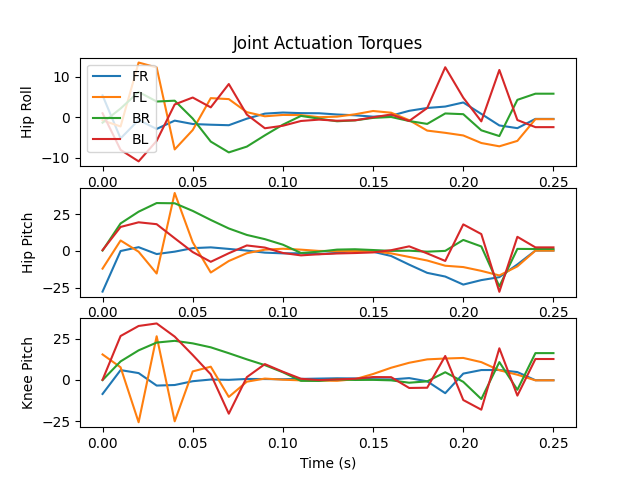 Joint Actuation Torques
Hip Roll
10
0
−10
FR
FL
BR
BL
0.00 0.05 0.10 0.15 0.20 0.25
Hip Pitch
25
0
−25
0.00 0.05 0.10 0.15 0.20 0.25
Knee Pitch
25
0
−25
0.00 0.05 0.10 0.15 0.20 0.25
Time (s)